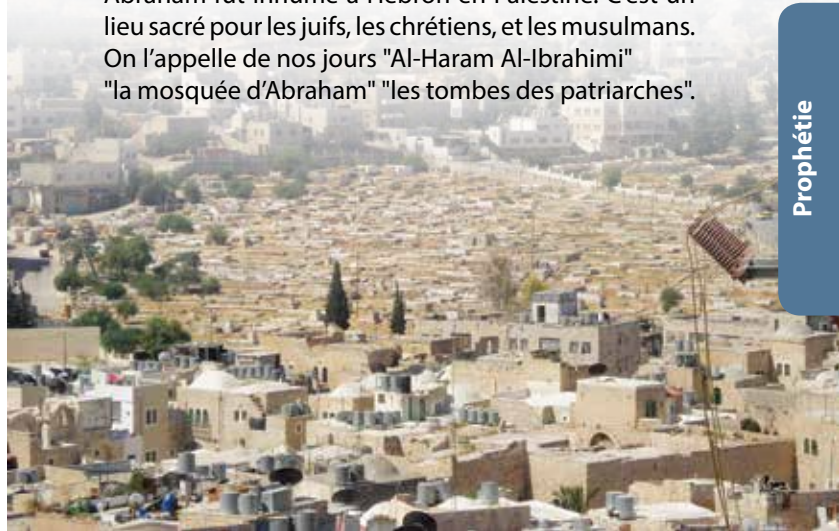 Abraham fut inhumé à Hébron en Palestine. C'est un
lieu sacré pour les juifs, les chrétiens, et les musulmans.
On l’appelle de nos jours "Al-Haram Al-Ibrahimi"
"la mosquée d’Abraham" "les tombes des patriarches".
Prophétie